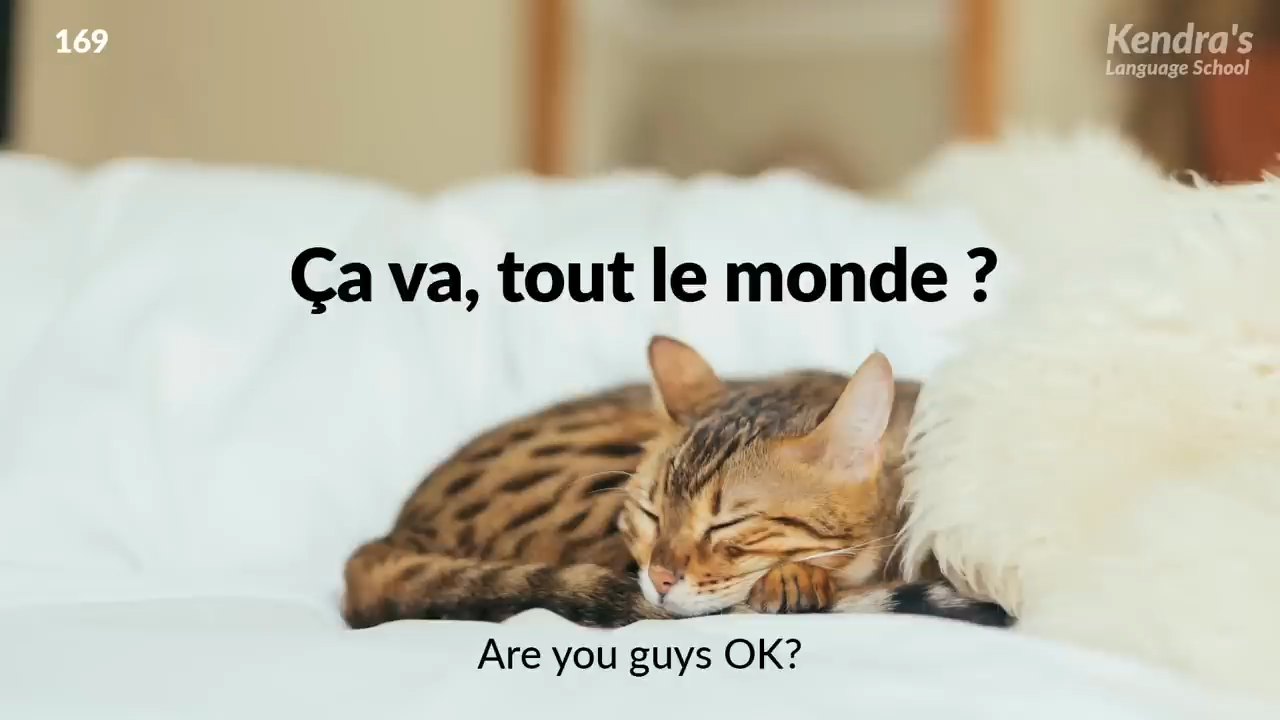 169
Kendra's
Language School
Ça va, tout le monde ?
Are you guys OK?